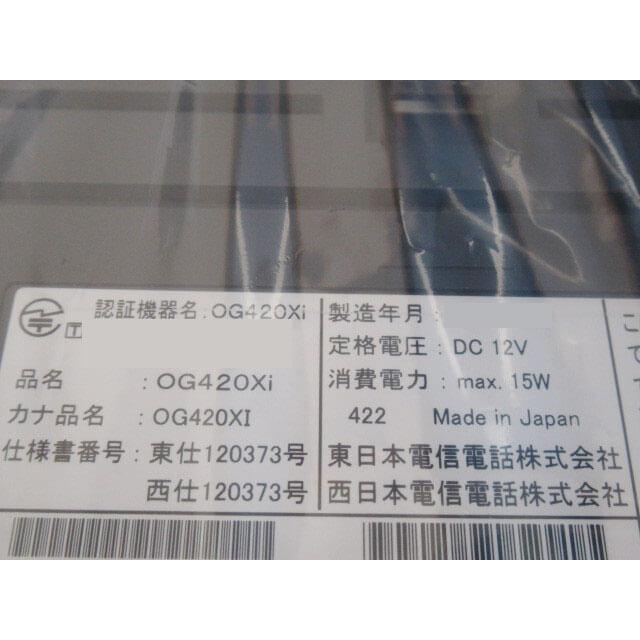 認証機器名:OG420Xi
T
品名 :OG420Xi
カナ品名 :OG420XI
仕様書番号:東仕120373号
西仕120373号
製造年月:
定格電圧:DC 12V
消費電力:max. 15W
422 Made in Japan
東日本電信電話株式会社
西日本電信電話株式会社